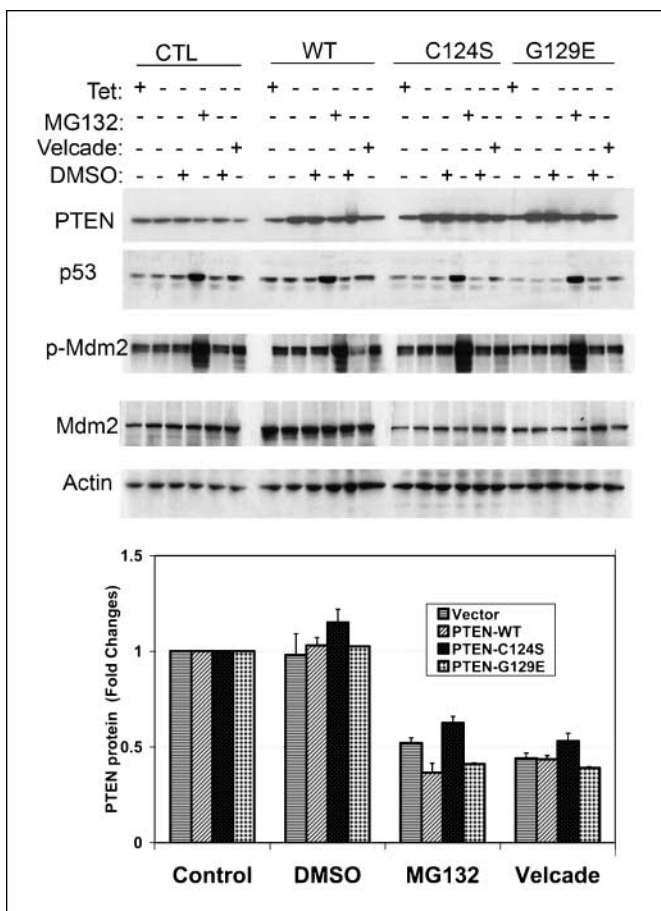 CTL WT C124S G129E
Tet: + - - - - - + - - - - - + - - - - - + - - - - -
MG132: - - - + - - - - - + - - - - - + - - - - - + - -
Velcade: - - - - - + - - - - - + - - - - - + - - - - - +
DMSO: - - + - + - - - + - + - - - + - + - - - + - + -
PTEN
p53
p-Mdm2
Mdm2
Actin
1.5
1
0.5
0
PTEN protein (Fold Changes)
Vector
PTEN-WT
PTEN-C124S
PTEN-G129E
Control DMSO MG132 Velcade